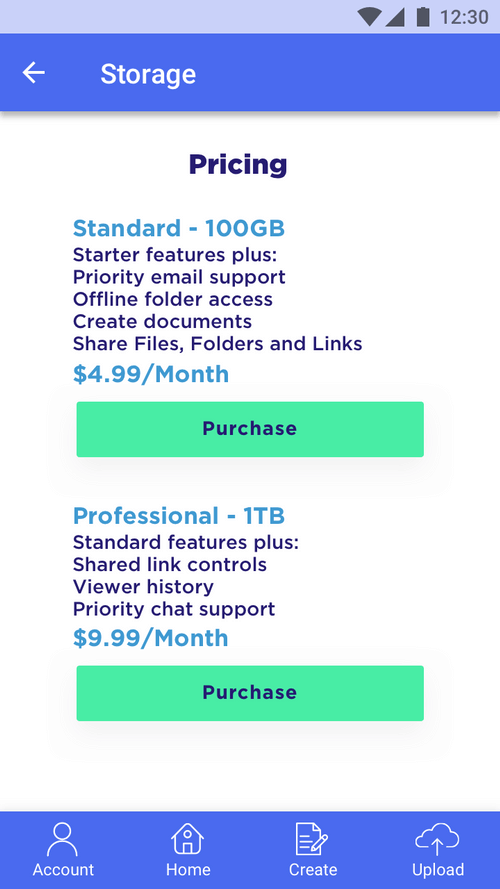 12:30
Storage
Pricing
Standard - 100GB
Starter features plus:
Priority email support
Offline folder access
Create documents
Share Files, Folders and Links
$4.99/Month
Purchase
Professional - 1TB
Standard features plus:
Shared link controls
Viewer history
Priority chat support
$9.99/Month
Purchase
Account Home Create Upload